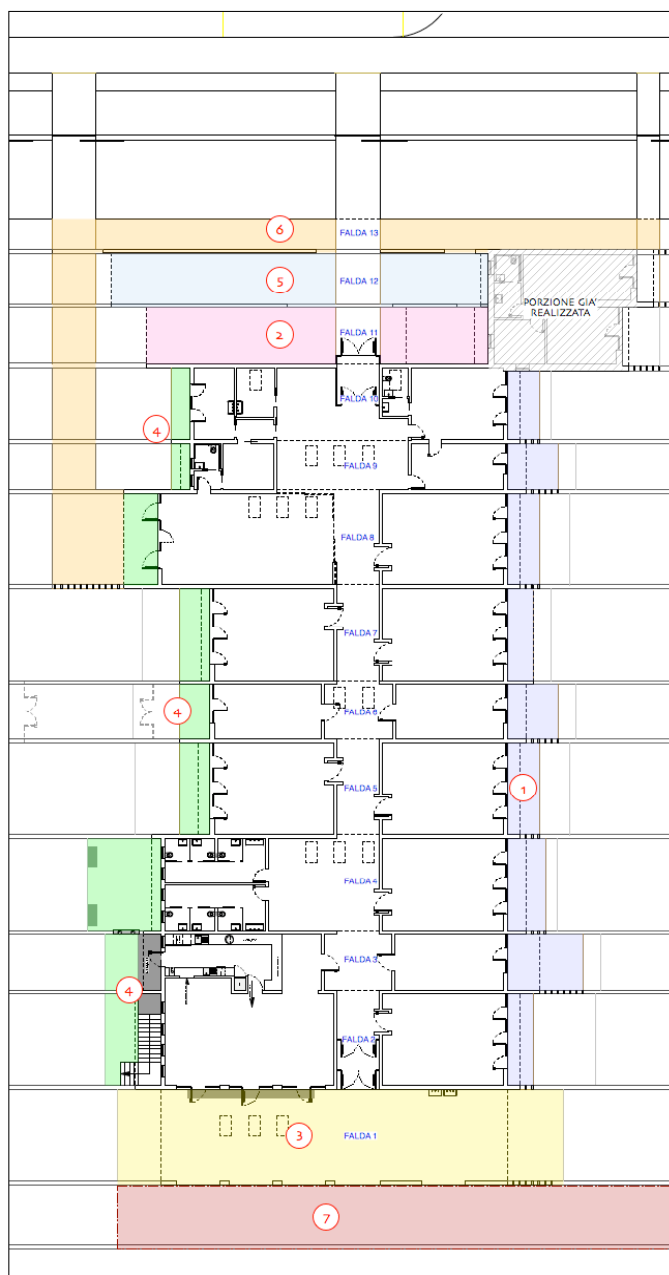 6
FALDA 13
5
FALDA 12
PORZIONE GIA'
REALIZZATA
2
FALDA 11
FALDA 10
4
FALDA 9
FALDA 8
FALDA 7
4
FALDA 6
FALDA 5
1
FALDA 4
FALDA 3
4
FALDA 2
3
FALDA 1
7